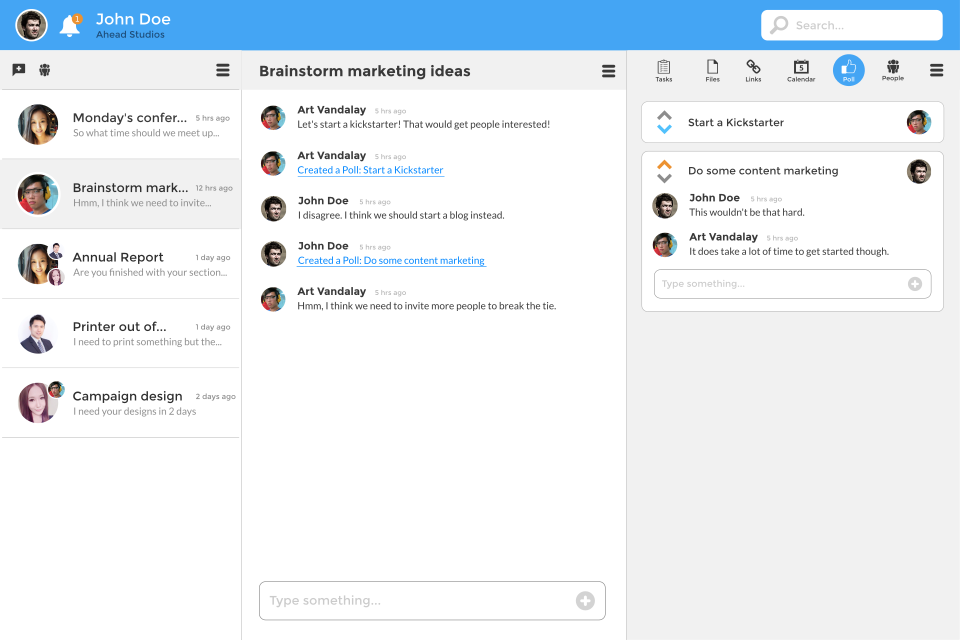 1
John Doe
Ahead Studios
Search...
Monday's confer...
5 hrs ago
So what time should we meet up...
Brainstorm mark...
12 hrs ago
Hmm, I think we need to invite...
Annual Report
1 day ago
Are you finished with your section...
Printer out of...
1 day ago
I need to print something but the...
Campaign design
2 days ago
I need your designs in 2 days
Brainstorm marketing ideas
Art Vandalay 5 hrs ago
Let's start a kickstarter! That would get people interested!
Art Vandalay 5 hrs ago
Created a Poll: Start a Kickstarter
John Doe 5 hrs ago
I disagree. I think we should start a blog instead.
John Doe 5 hrs ago
Created a Poll: Do some content marketing
Art Vandalay 5 hrs ago
Hmm, I think we need to invite more people to break the tie.
Type something...
Tasks
Files
Links
5
Calendar
Poll
People
Start a Kickstarter
Do some content marketing
John Doe 5 hrs ago
This wouldn't be that hard.
Art Vandalay 5 hrs ago
It does take a lot of time to get started though.
Type something...